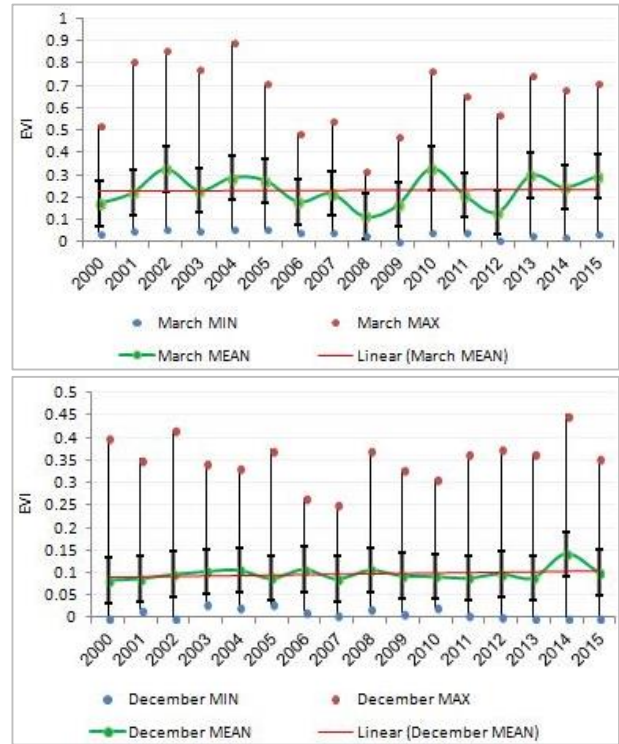 1
0.9
0.8
0.7
0.6
0.5
0.4
0.3
0.2
0.1
0
EVI
2000 2001 2002 2003 2004 2005 2006 2007 2008 2009 2010 2011 2012 2013 2014 2015
March MIN March MAX
March MEAN Linear (March MEAN)
0.5
0.45
0.4
0.35
0.3
0.25
0.2
0.15
0.1
0.05
0
EVI
2000 2001 2002 2003 2004 2005 2006 2007 2008 2009 2010 2011 2012 2013 2014 2015
December MIN December MAX
December MEAN Linear (December MEAN)